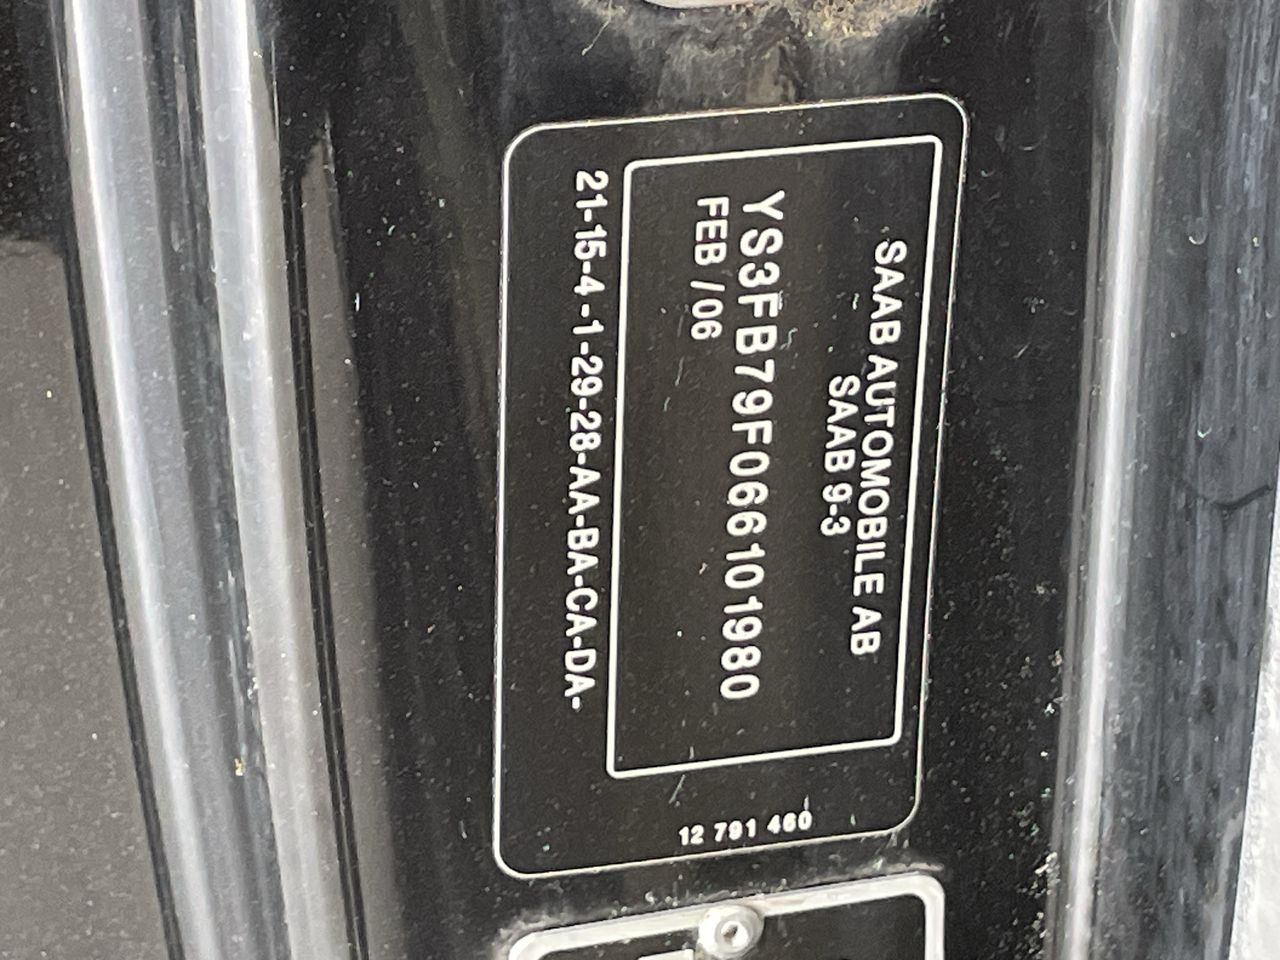 SAAB AUTOMOBILE AB
SAAB 9-3
YS3FB79F066101980
FEB /06
21-15-4-1-29-28-AA-BA-CA-DA-
12 791 460